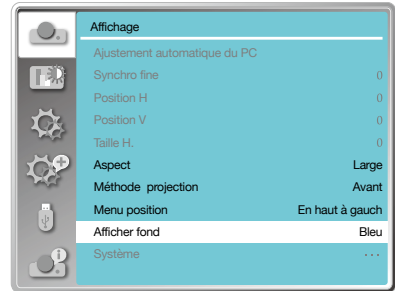 Affichage
Ajustement automatique du PC
Synchro fine 0
Position H 0
Position V 0
Taille H. 0
Aspect Large
Méthode projection Avant
Menu position En haut à gauch
Afficher fond Bleu
Système ...